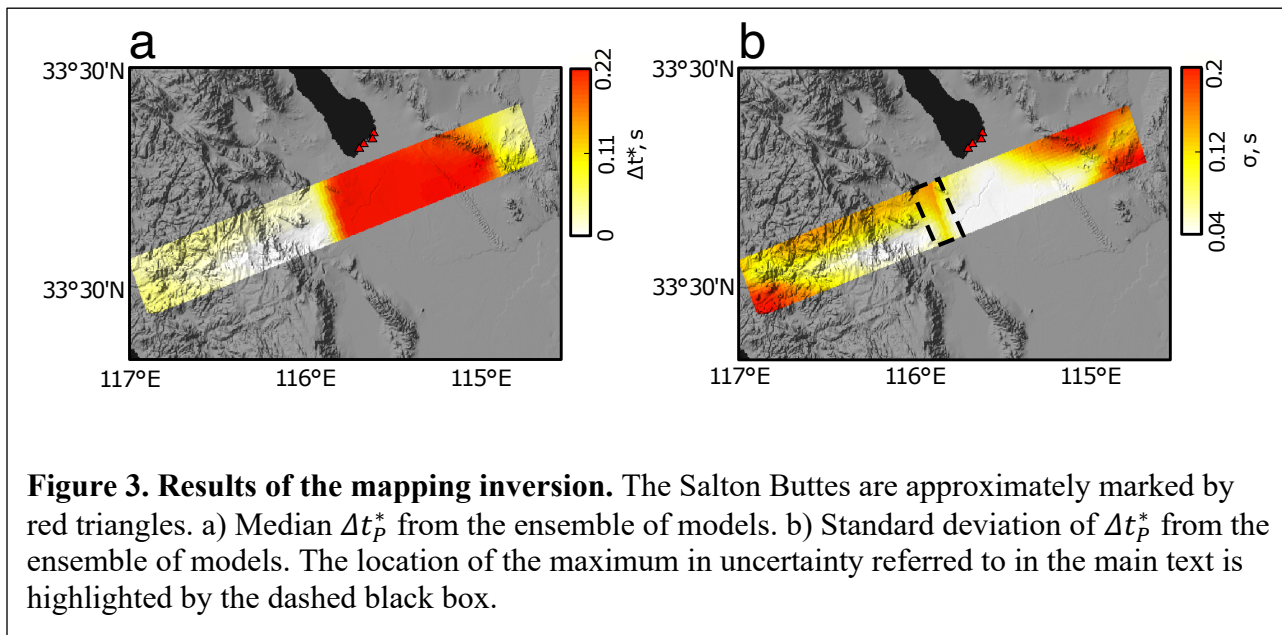 a
33°30'N
33°30'N
117°E
116°E
115°E
0.22
0.11
0
Δt*, s
b
33°30'N
33°30'N
117°E
116°E
115°E
0.2
0.12
0.04
σ, s
Figure 3. Results of the mapping inversion. The Salton Buttes are approximately marked by
red triangles. a) Median Δt*P from the ensemble of models. b) Standard deviation of Δt*P from the
ensemble of models. The location of the maximum in uncertainty referred to in the main text is
highlighted by the dashed black box.